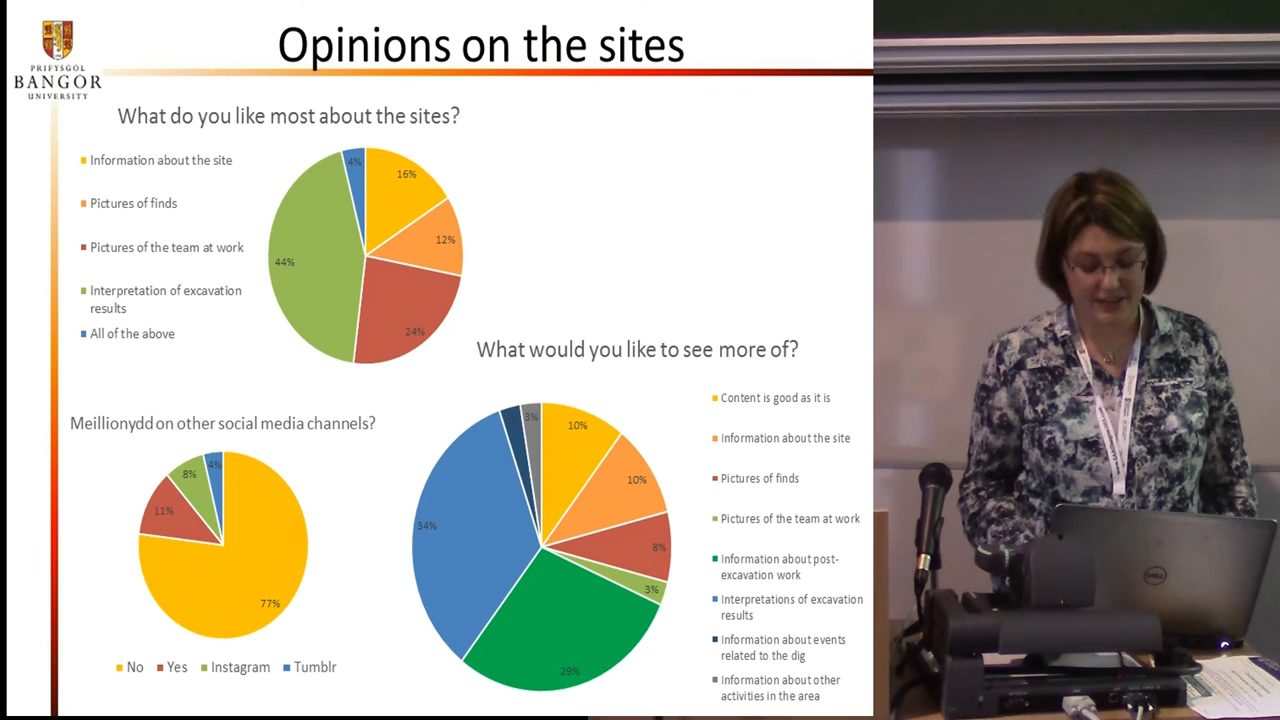 Opinions on the sites
PRIFYSGOL
BANGOR
UNIVERSITY
What do you like most about the sites?
Information about the site
Pictures of finds
Pictures of the team at work
Interpretation of excavation
results
All of the above
4%
16%
12%
44%
24%
What would you like to see more of?
Content is good as it is
Information about the site
Pictures of finds
Pictures of the team at work
Information about post-
excavation work
Interpretations of excavation
results
Information about events
related to the dig
Information about other
activities in the area
3%
10%
10%
34%
8%
3%
29%
Meillionydd on other social media channels?
4%
8%
11%
77%
No
Yes
Instagram
Tumblr
DELL